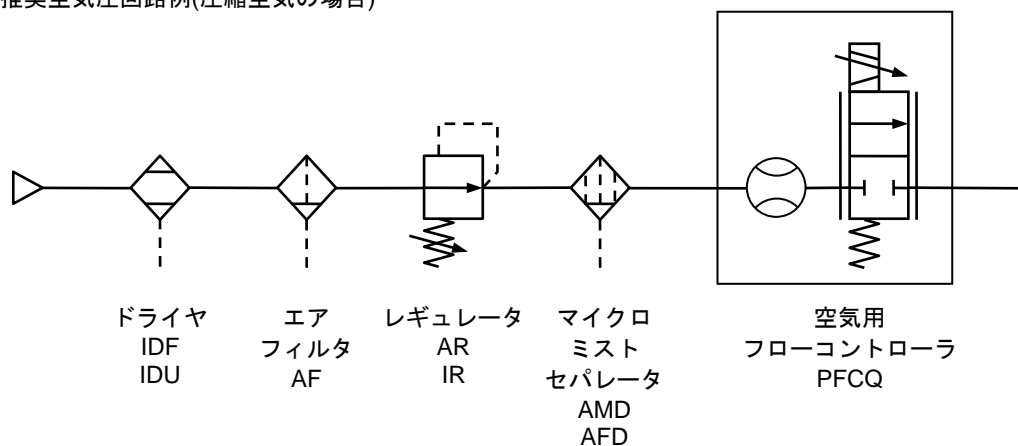 推奨空気圧回路例(圧縮空気の場合)
ドライヤ
IDF
IDU
エア
フィルタ
AF
レギュレータ
AR
IR
マイクロ
ミスト
セパレータ
AMD
AFD
空気用
フローコントローラ
PFCQ